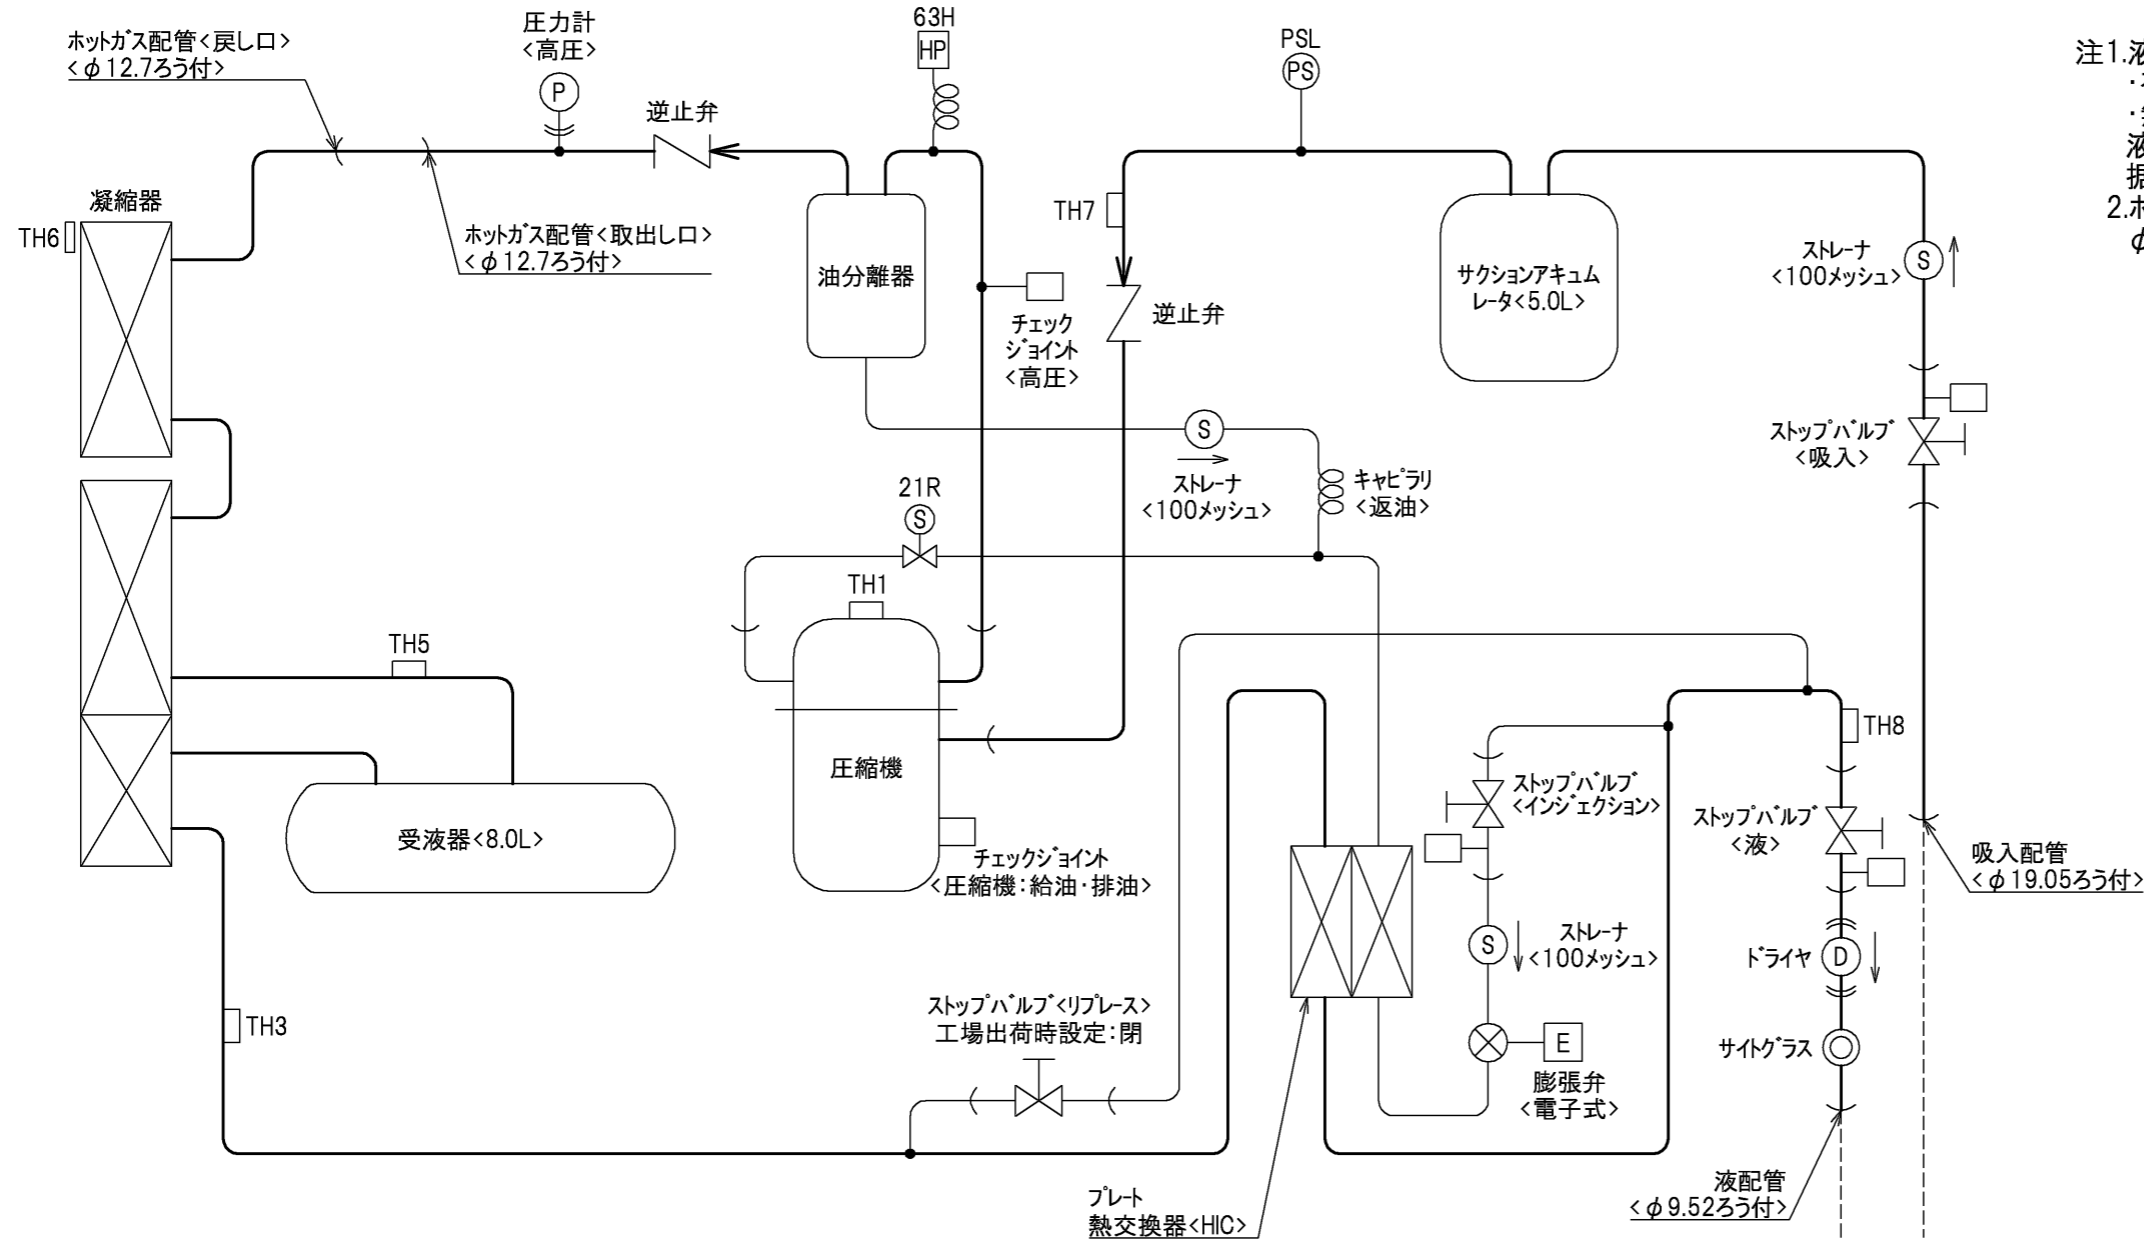 ホットガス配管<戻し口>
<φ12.7ろう付>
圧力計
<高圧>
P
63H
HP
逆止弁
PSL
PS
注1.液
2.ホ
φ
凝縮器
TH6
ホットガス配管<取出し口>
<φ12.7ろう付>
油分離器
チェック
ジョイント
<高圧>
TH7
逆止弁
サクションアキュム
レータ<5.0L>
ストレーナ
<100メッシュ>
S
ストップバルブ
<吸入>
S
ストレーナ
<100メッシュ>
キャピラリ
<返油>
21R
S
TH1
TH5
圧縮機
受液器<8.0L>
チェックジョイント
<圧縮機:給油・排油>
TH8
ストップバルブ
<インジェクション>
ストップバルブ
<液>
吸入配管
<φ19.05ろう付>
S
ストレーナ
<100メッシュ>
ドライヤ
D
サイトグラス
E
膨張弁
<電子式>
TH3
ストップバルブ<リプレース>
工場出荷時設定:閉
プレート
熱交換器<HIC>
液配管
<φ9.52ろう付>